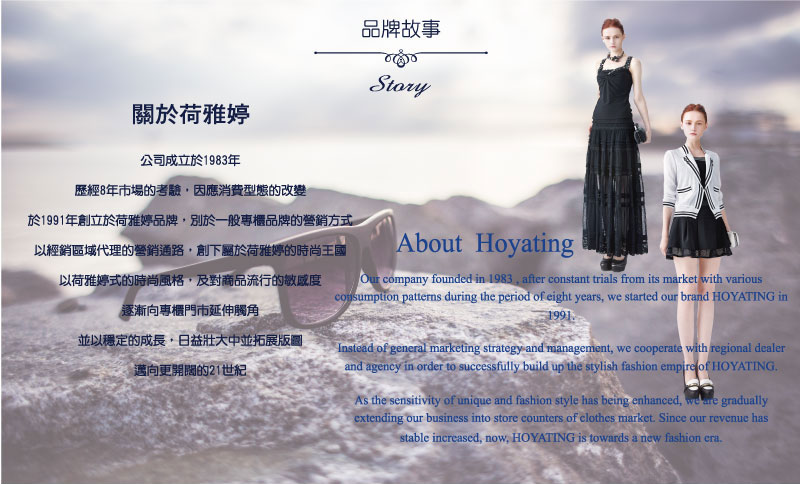 品牌故事
Story
關於荷雅婷
公司成立於1983年
歷經8年市場的考驗，因應消費型態的改變
於1991年創立於荷雅婷品牌，別於一般專櫃品牌的營銷方式
以經銷區域代理的營銷通路，創下屬於荷雅婷的時尚王國
以荷雅婷式的時尚風格，及對商品流行的敏感度
逐漸向專櫃門市延伸觸角
並以穩定的成長，日益壯大中並拓展版圖
邁向更開闊的21世紀
About Hoyating
Our company founded in 1983 , after constant trials from its market with various
consumption patterns during the period of eight years, we started our brand HOYATING in
1991.
Instead of general marketing strategy and management, we cooperate with regional dealer
and agency in order to successfully build up the stylish fashion empire of HOYATING.
As the sensitivity of unique and fashion style has being enhanced, we are gradually
extending our business into store counters of clothes market. Since our revenue has
stable increased, now, HOYATING is towards a new fashion era.